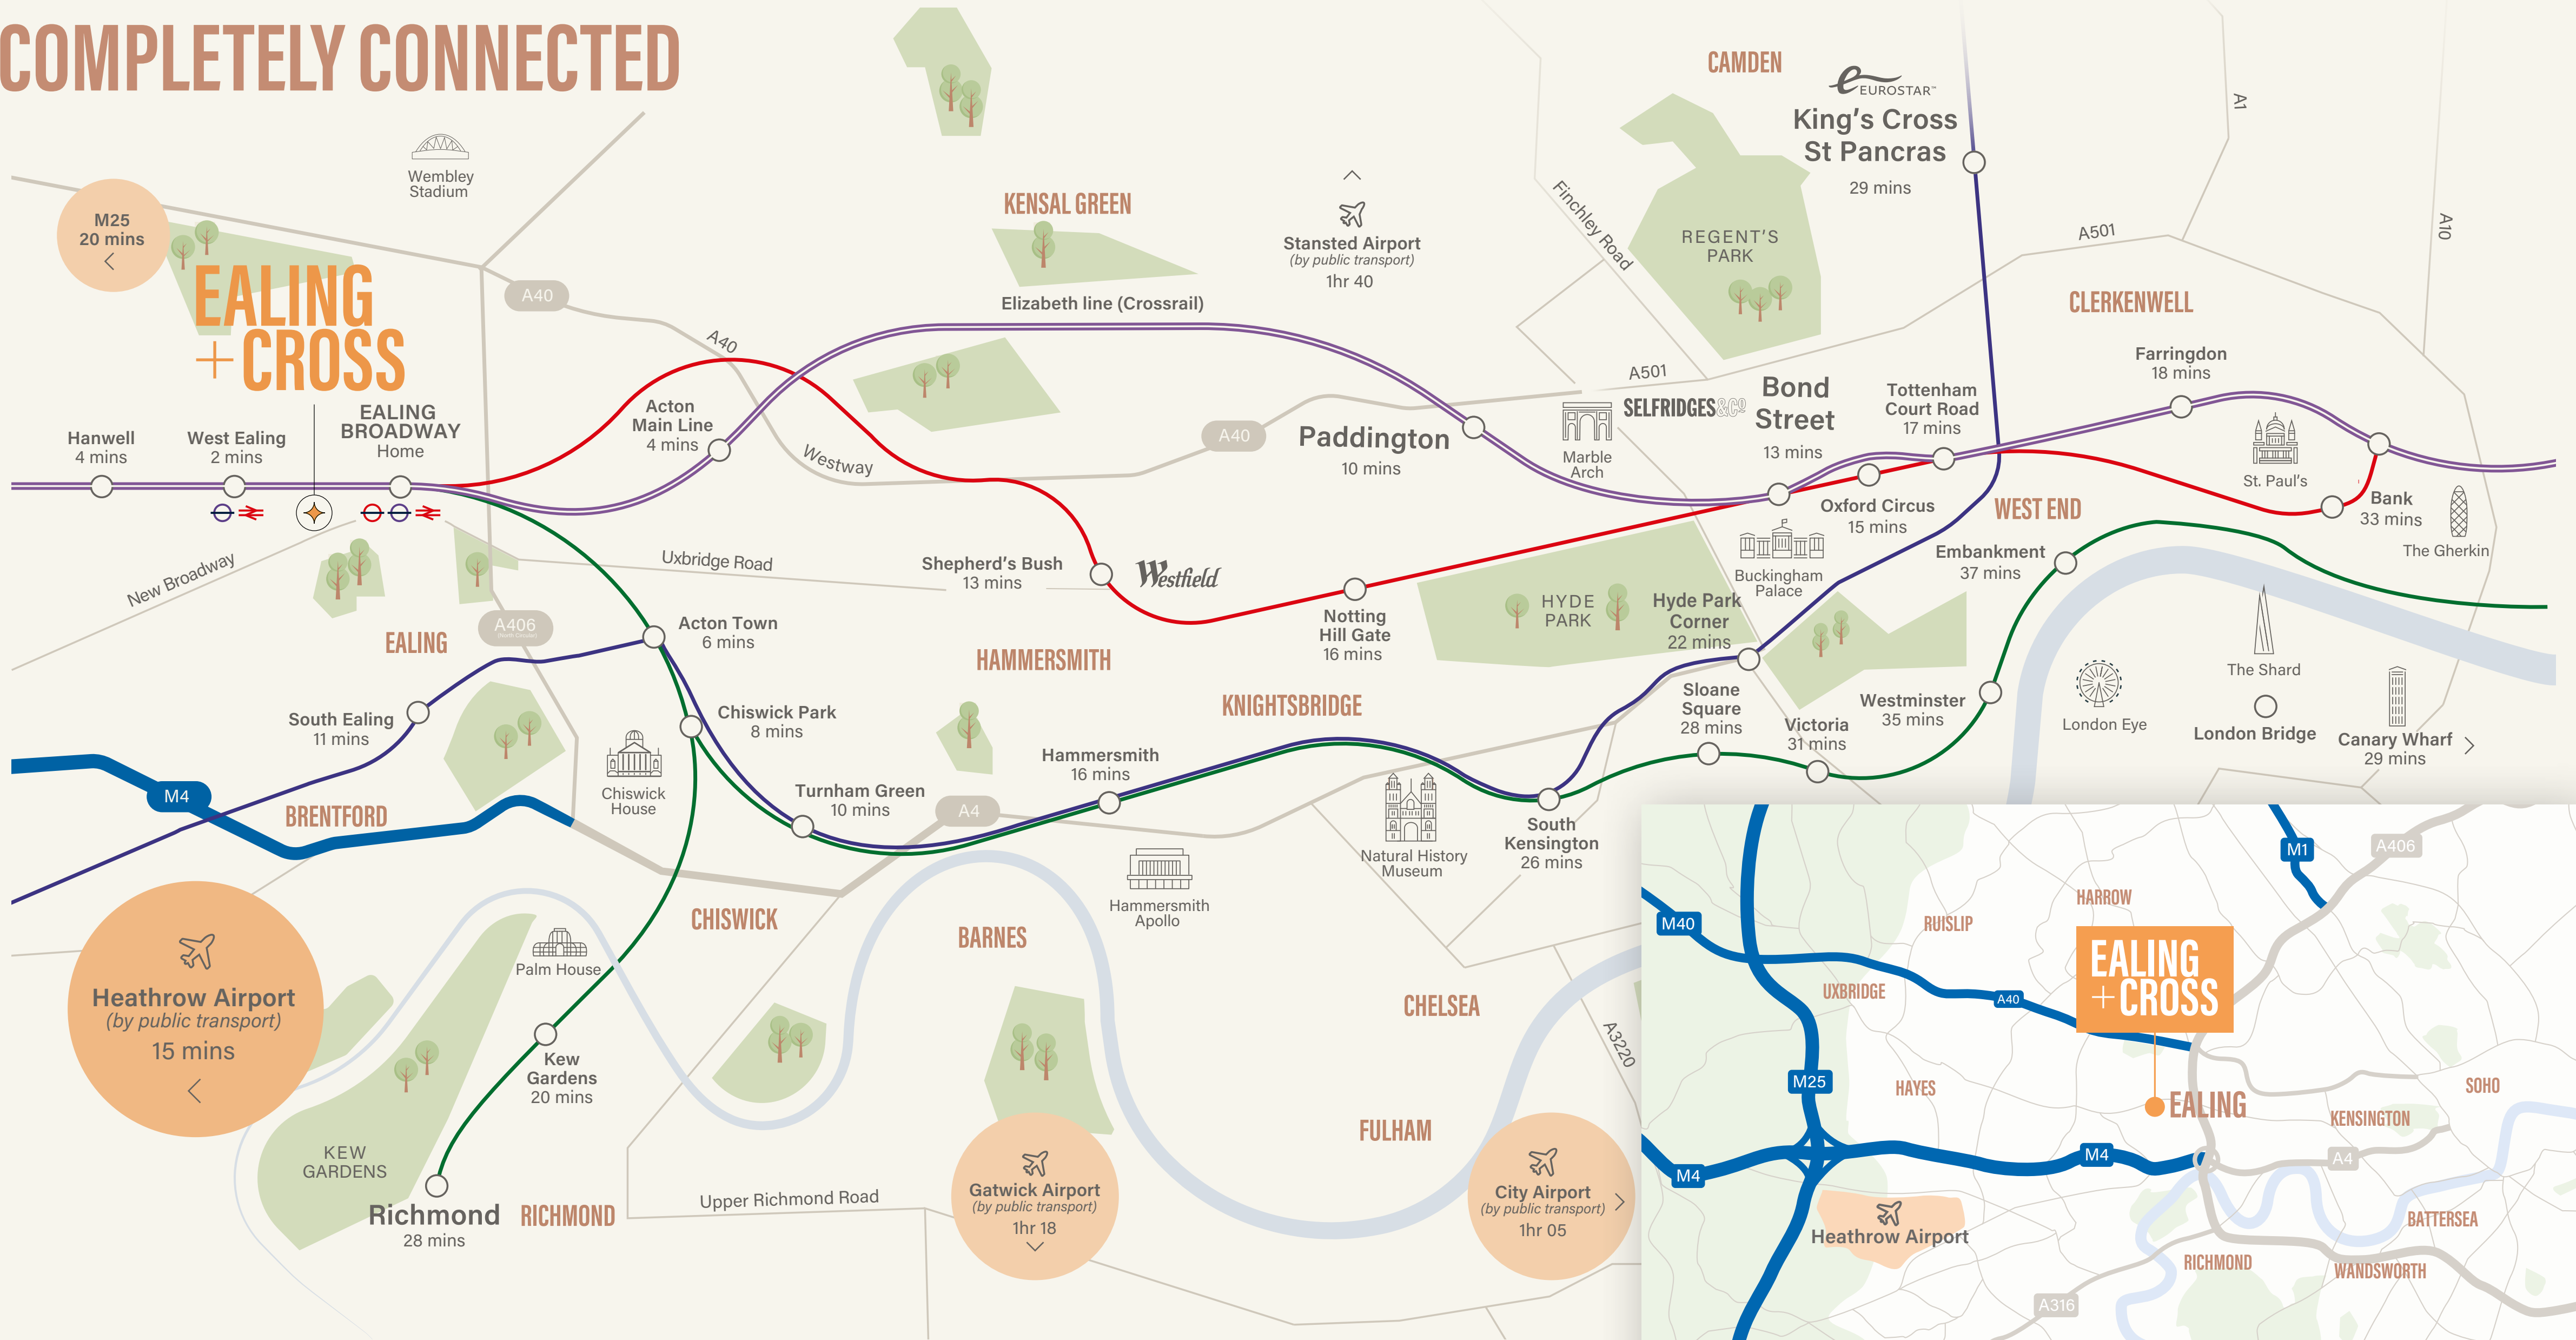 COMPLETELY CONNECTED
Wembley
Stadium
M25
20 mins
EALING
+CROSS
A40
A40
Westway
A40
KENSAL GREEN
Elizabeth line (Crossrail)
Stansted Airport
(by public transport)
1hr 40
CAMDEN
EUROSTAR™
King's Cross
St Pancras
29 mins
Finchley Road
REGENT'S
PARK
A1
A10
A501
A501
CLERKENWELL
Farringdon
18 mins
Hanwell
4 mins
West Ealing
2 mins
EALING
BROADWAY
Home
Acton
Main Line
4 mins
Paddington
10 mins
Marble
Arch
SELFRIDGES&Co
Bond
Street
13 mins
Tottenham
Court Road
17 mins
Oxford Circus
15 mins
WEST END
St. Paul's
Bank
33 mins
The Gherkin
New Broadway
Uxbridge Road
Shepherd's Bush
13 mins
Westfield
Notting
Hill Gate
16 mins
HYDE
PARK
Hyde Park
Corner
22 mins
Buckingham
Palace
Embankment
37 mins
EALING
A406
(North Circular)
Acton Town
6 mins
HAMMERSMITH
KNIGHTSBRIDGE
South Ealing
11 mins
Chiswick Park
8 mins
Sloane
Square
28 mins
Victoria
31 mins
Westminster
35 mins
London Eye
The Shard
London Bridge
Canary Wharf
29 mins
M4
BRENTFORD
Chiswick
House
Turnham Green
10 mins
Hammersmith
16 mins
A4
Hammersmith
Apollo
Natural History
Museum
South
Kensington
26 mins
CHISWICK
BARNES
CHELSEA
A3220
FULHAM
Heathrow Airport
(by public transport)
15 mins
Palm House
Kew
Gardens
20 mins
KEW
GARDENS
Richmond
28 mins
RICHMOND
Upper Richmond Road
Gatwick Airport
(by public transport)
1hr 18
City Airport
(by public transport)
1hr 05
M1
A406
M40
HARROW
RUISLIP
UXBRIDGE
A40
EALING
+CROSS
M25
HAYES
EALING
SOHO
KENSINGTON
M4
M4
A4
Heathrow Airport
BATTERSEA
RICHMOND
WANDSWORTH
A316